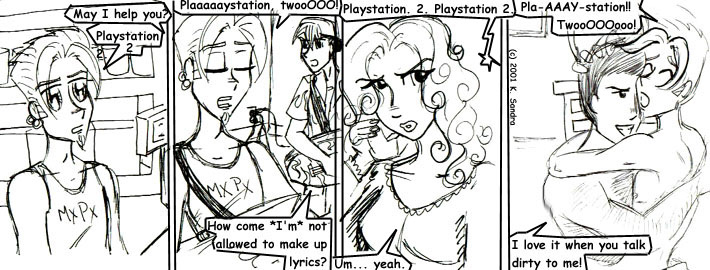 May I help you?
Playstation
2
MXPX
Plaaaaaystation, twooOOO!
MXPX
How come *I'm* not
allowed to make up
lyrics?
Playstation. 2. Playstation 2.
Um... yeah.
(c) 2001 K. Sandra
Pla-AAAY-station!!
TwooOOOooo!
I love it when you talk
dirty to me!